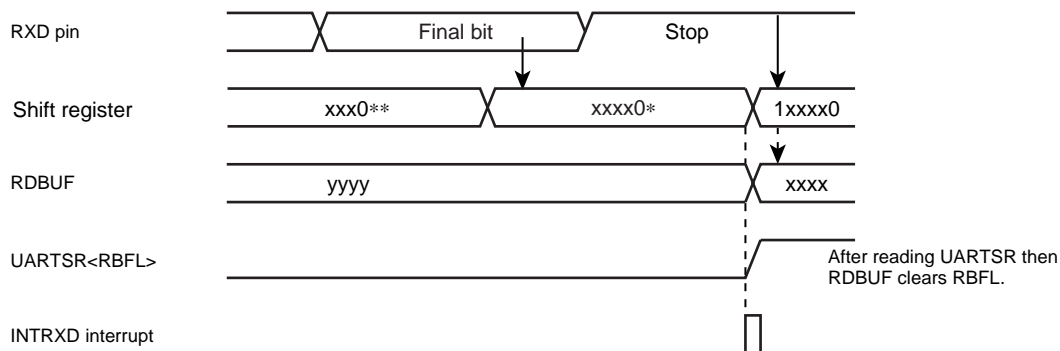 RXD pin Final bit Stop
Shift register xxx0** xxxx0* 1xxxx0
RDBUF yyyy xxxx
UARTSR<RBFL> After reading UARTSR then
RDBUF clears RBFL.
INTRXD interrupt